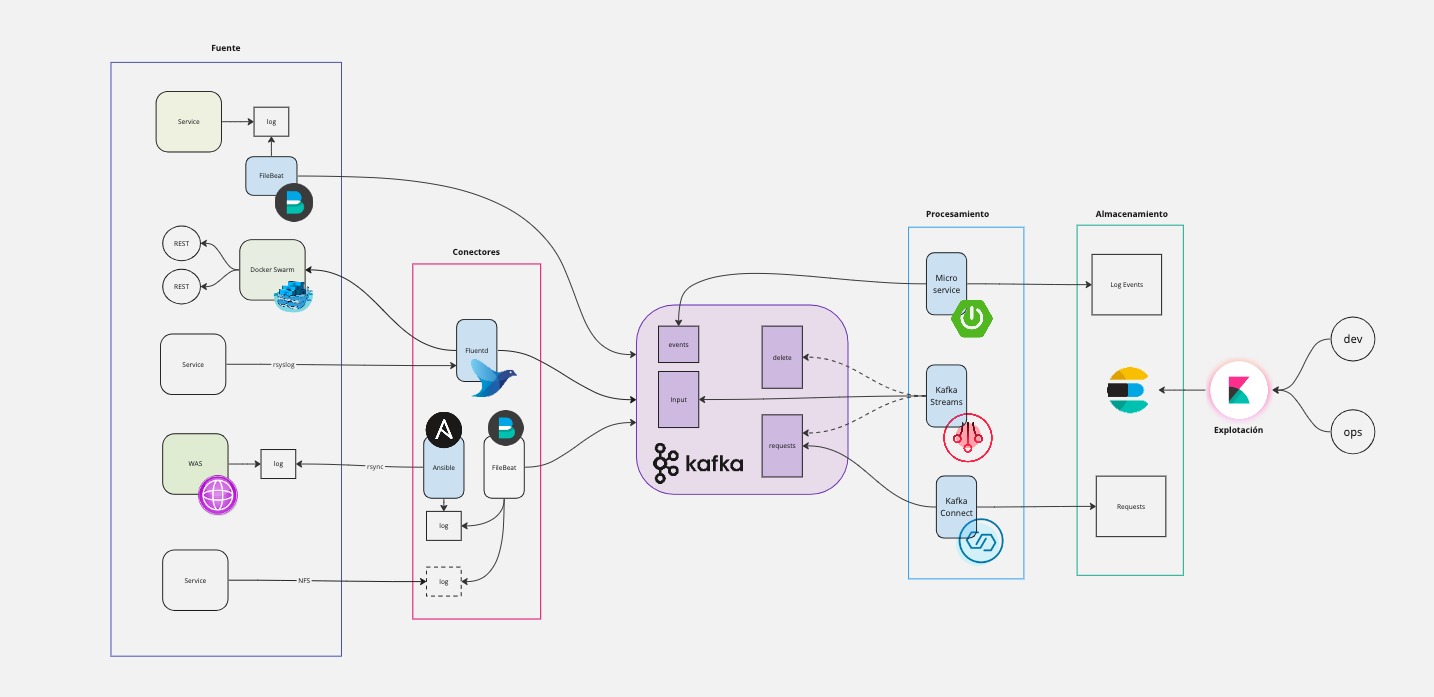 Fuente
Service
log
FileBeat
REST
REST
Docker Swarm
Service
rsyslog
WAS
log
rsync
Service
NFS
Conectores
Fluentd
Ansible
FileBeat
log
log
events
delete
Input
requests
kafka
Procesamiento
Micro
service
Kafka
Streams
Kafka
Connect
Almacenamiento
Log Events
Requests
Explotación
dev
ops